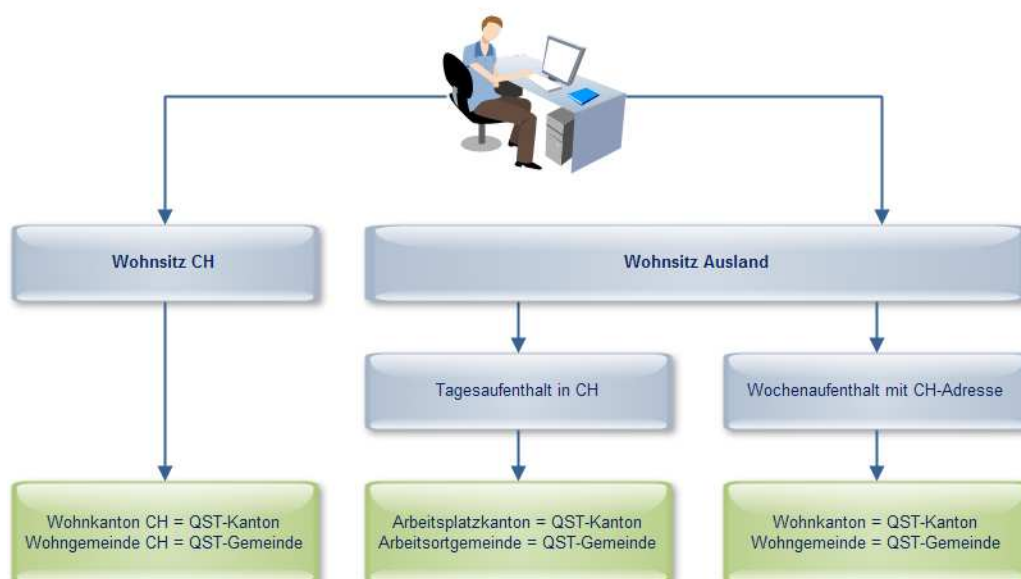 Wohnsitz CH
Wohnsitz Ausland
Tagesaufenthalt in CH
Wochenaufenthalt mit CH-Adresse
Wohnkanton CH = QST-Kanton
Wohngemeinde CH = QST-Gemeinde
Arbeitsplatzkanton = QST-Kanton
Arbeitsortgemeinde = QST-Gemeinde
Wohnkanton = QST-Kanton
Wohngemeinde = QST-Gemeinde